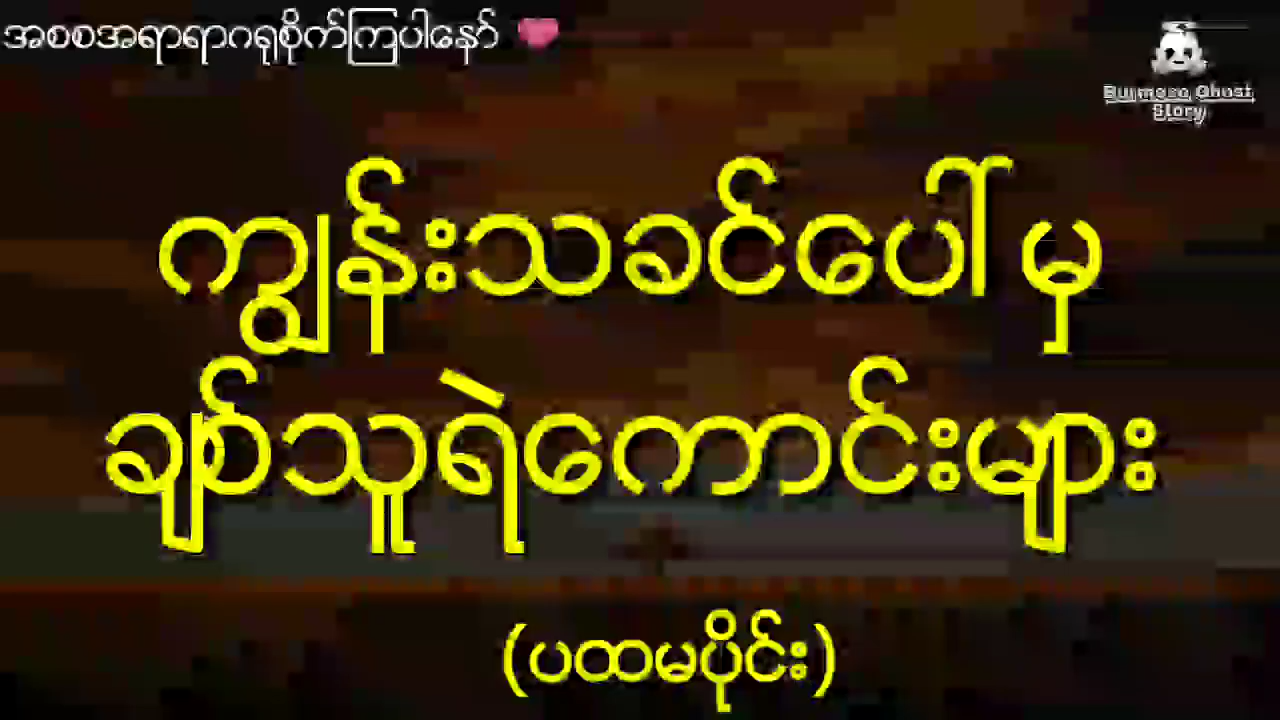 အစစအရာရာဂရုစိုက်ကြပါနော် 💗
Burmese Ghost
Story
ကျွန်းသခင်ပေါ်မှ
ချစ်သူရဲကောင်းများ
(ပထမပိုင်း)